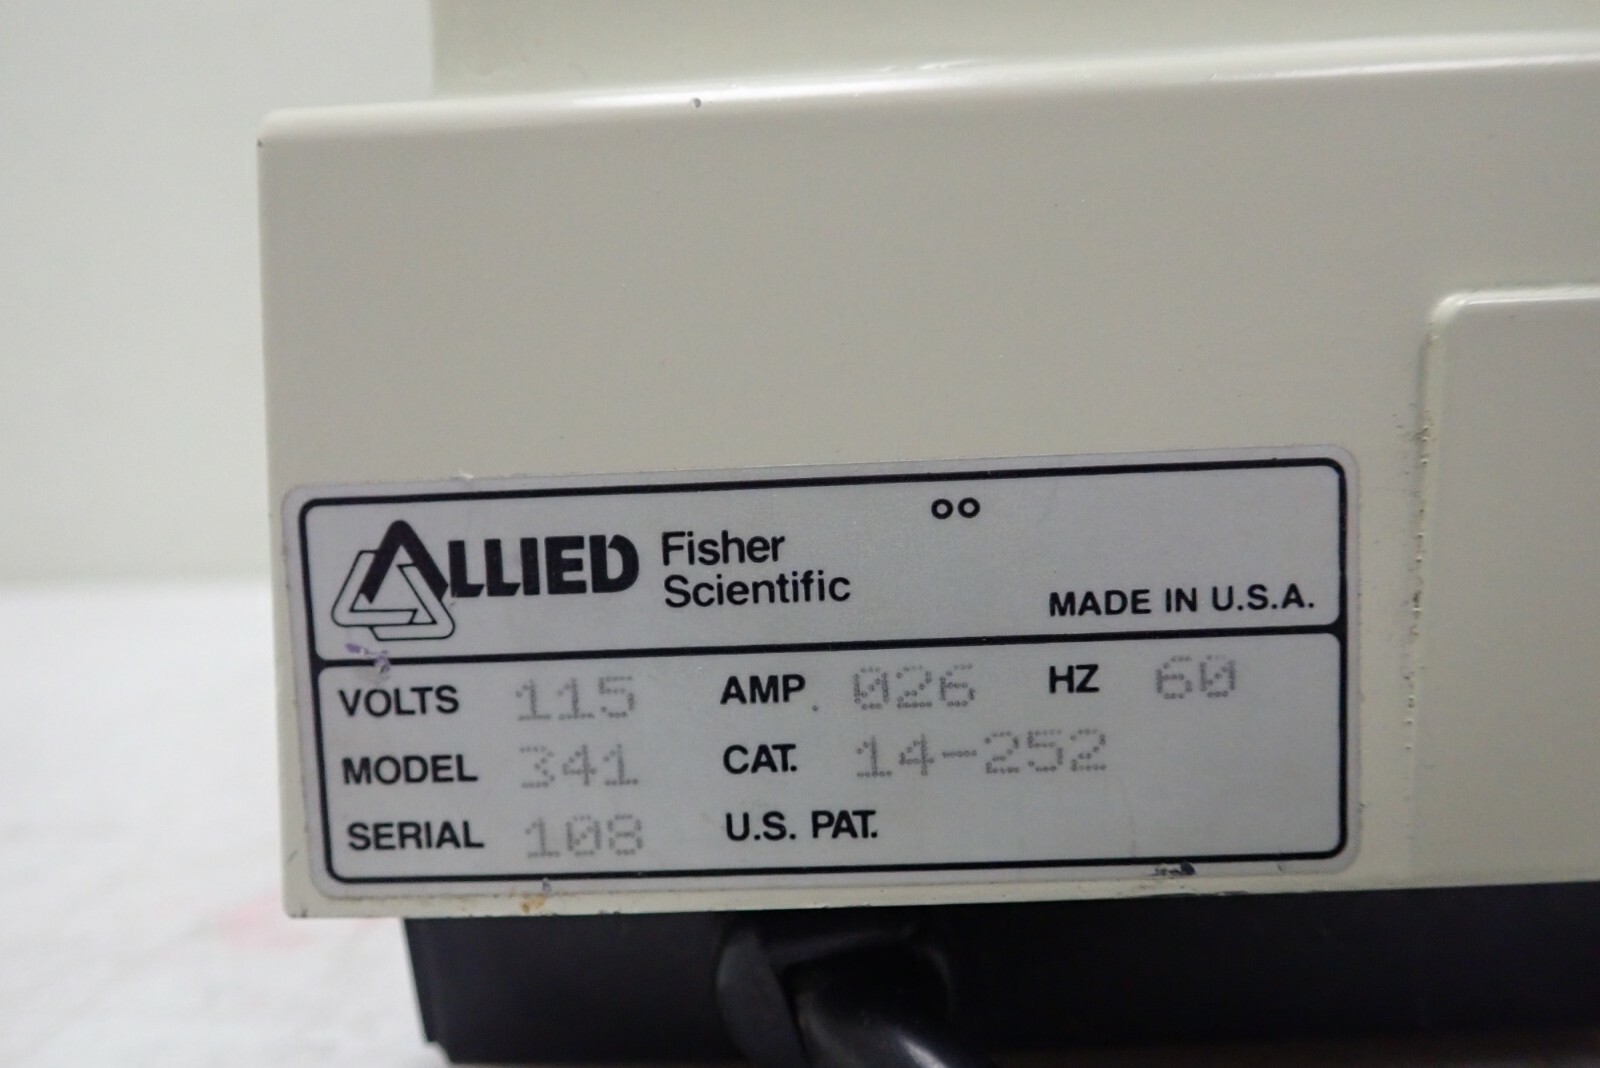 ALLIED Fisher
Scientific
MADE IN U.S.A.
VOLTS 115 AMP. 026 HZ 60
MODEL 341 CAT. 14-252
SERIAL 108 U.S. PAT.